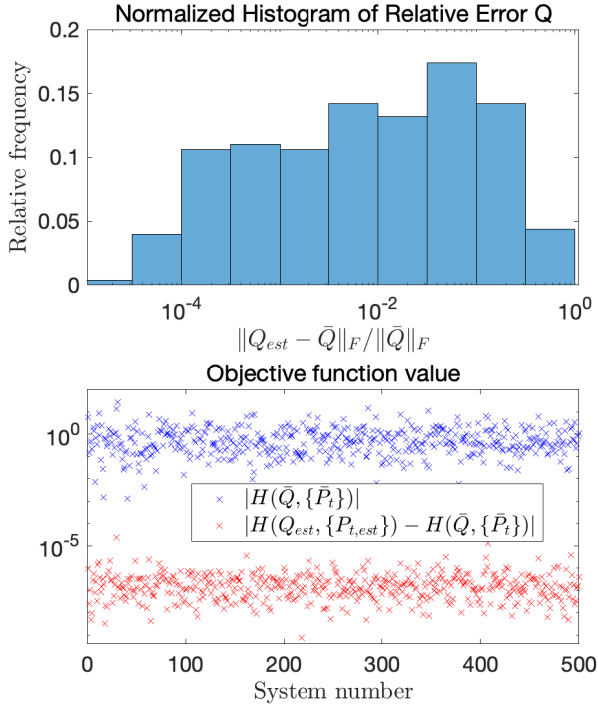 Normalized Histogram of Relative Error Q
Relative frequency
0.2
0.15
0.1
0.05
0
10^-4
10^-2
10^0
‖Q_est − Q̄‖_F/‖Q̄‖_F
Objective function value
10^0
10^-5
|H(Q̄, {P̄_t})|
|H(Q_est, {P_t,est}) − H(Q̄, {P̄_t})|
0
100
200
300
400
500
System number